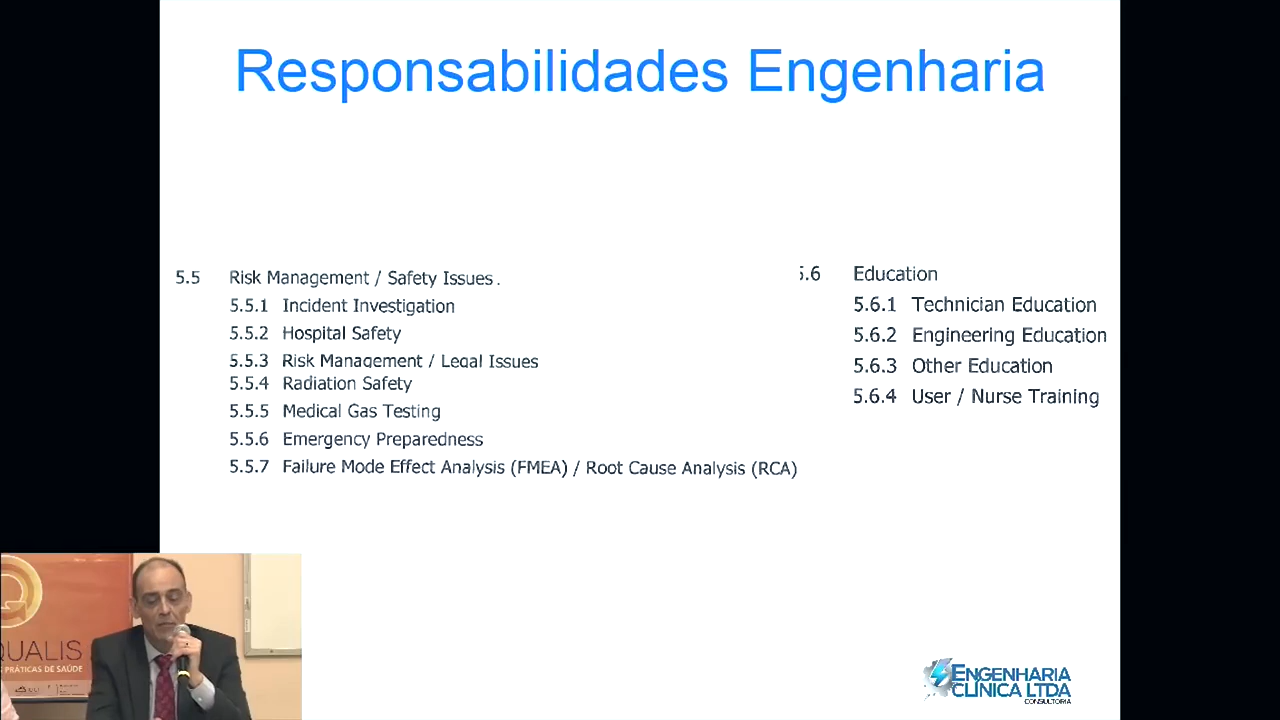 Responsabilidades Engenharia
5.5 Risk Management / Safety Issues .
5.5.1 Incident Investigation
5.5.2 Hospital Safety
5.5.3 Risk Management / Legal Issues
5.5.4 Radiation Safety
5.5.5 Medical Gas Testing
5.5.6 Emergency Preparedness
5.5.7 Failure Mode Effect Analysis (FMEA) / Root Cause Analysis (RCA)
5.6 Education
5.6.1 Technician Education
5.6.2 Engineering Education
5.6.3 Other Education
5.6.4 User / Nurse Training
QUALIS
PRÁTICAS DE SAÚDE
ENGENHARIA
CLÍNICA LTDA
CONSULTORIA